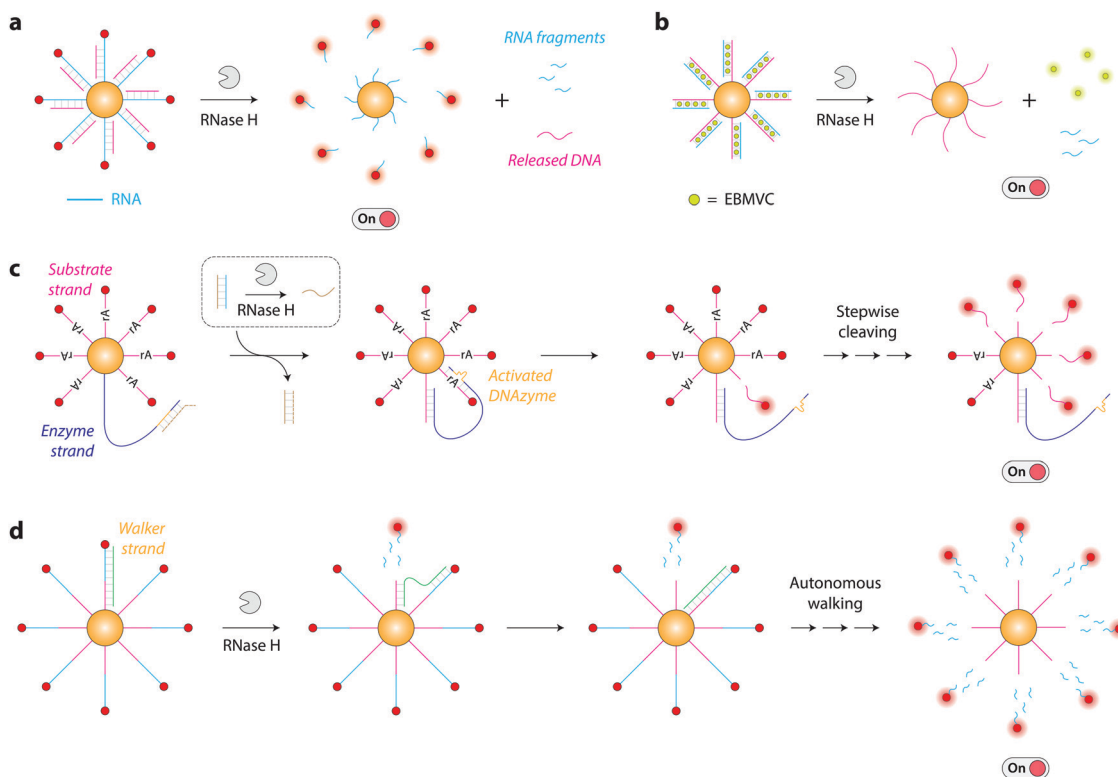 a
RNase H
+
RNA fragments
Released DNA
RNA
On
b
RNase H
+
= EBMVC
On
c
Substrate
strand
rA
rA
rA
rA
rA
rA
rA
Enzyme
strand
RNase H
rA
rA
rA
rA
rA
rA
rA
Activated
DNAzyme
rA
rA
rA
rA
rA
rA
Stepwise
cleaving
rA
rA
On
d
Walker
strand
RNase H
Autonomous
walking
On